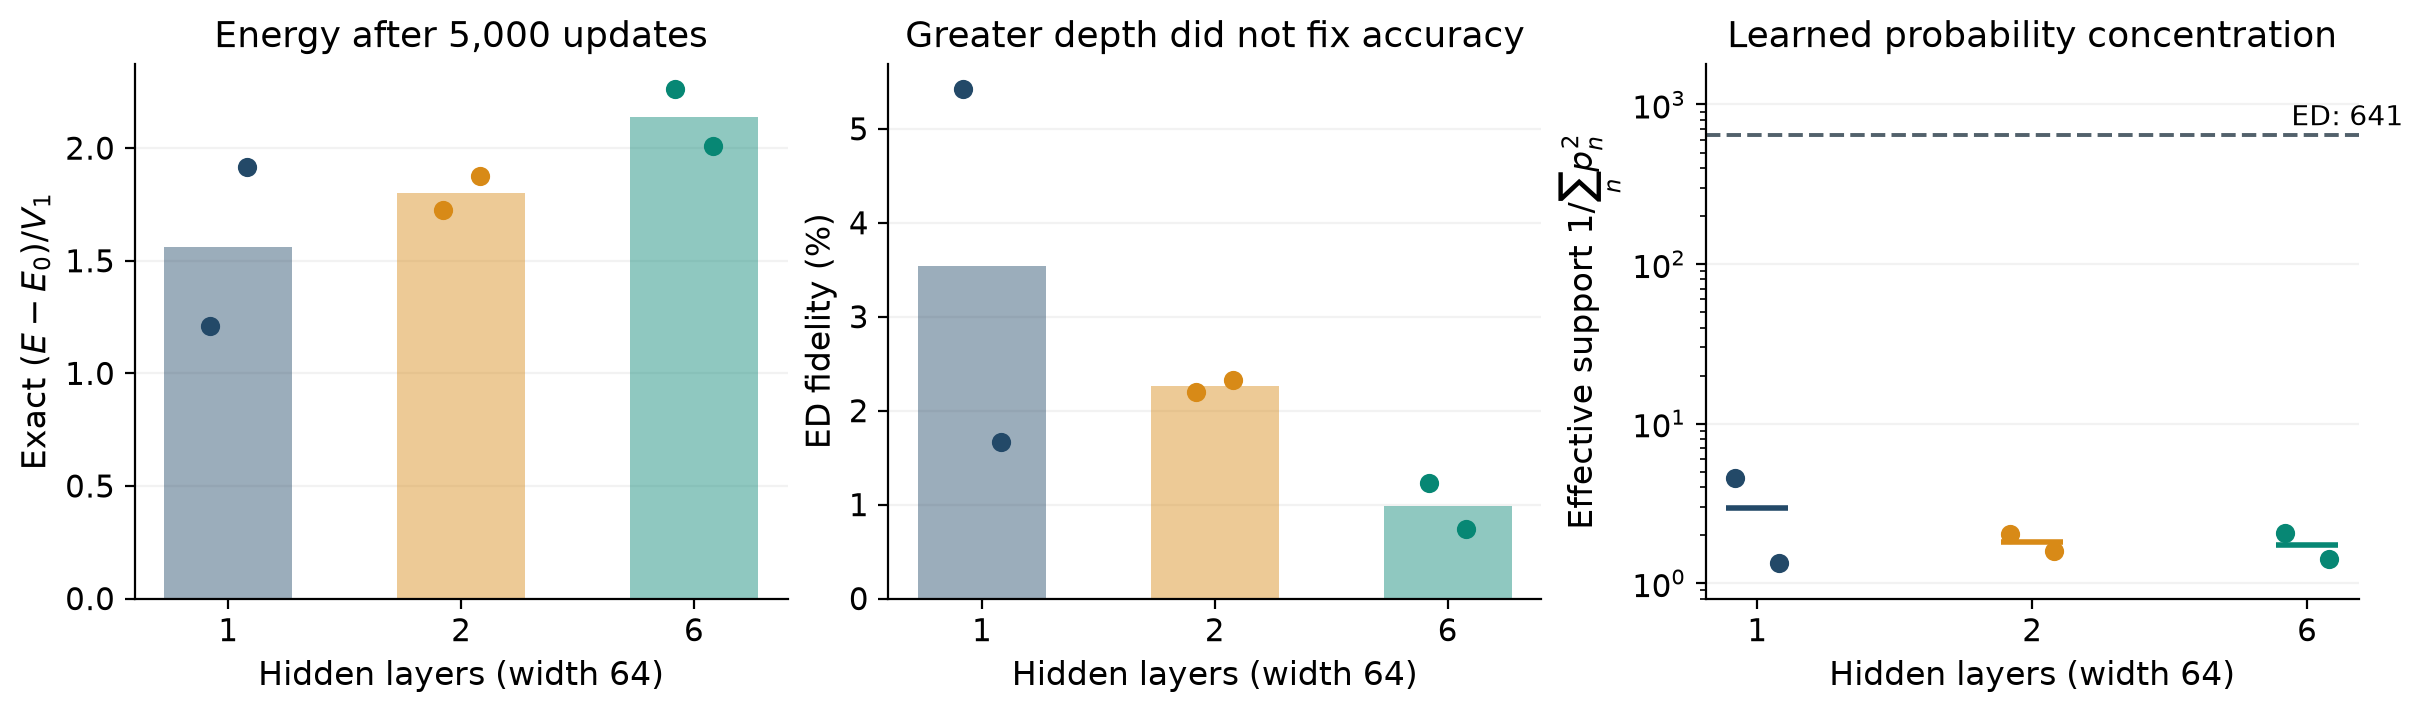 Energy after 5,000 updates
Exact (E − E₀)/V₁
2.0
1.5
1.0
0.5
0.0
1
2
6
Hidden layers (width 64)
Greater depth did not fix accuracy
ED fidelity (%)
5
4
3
2
1
0
1
2
6
Hidden layers (width 64)
Learned probability concentration
Effective support 1/∑ₙ pₙ²
10³
10²
10¹
10⁰
ED: 641
1
2
6
Hidden layers (width 64)